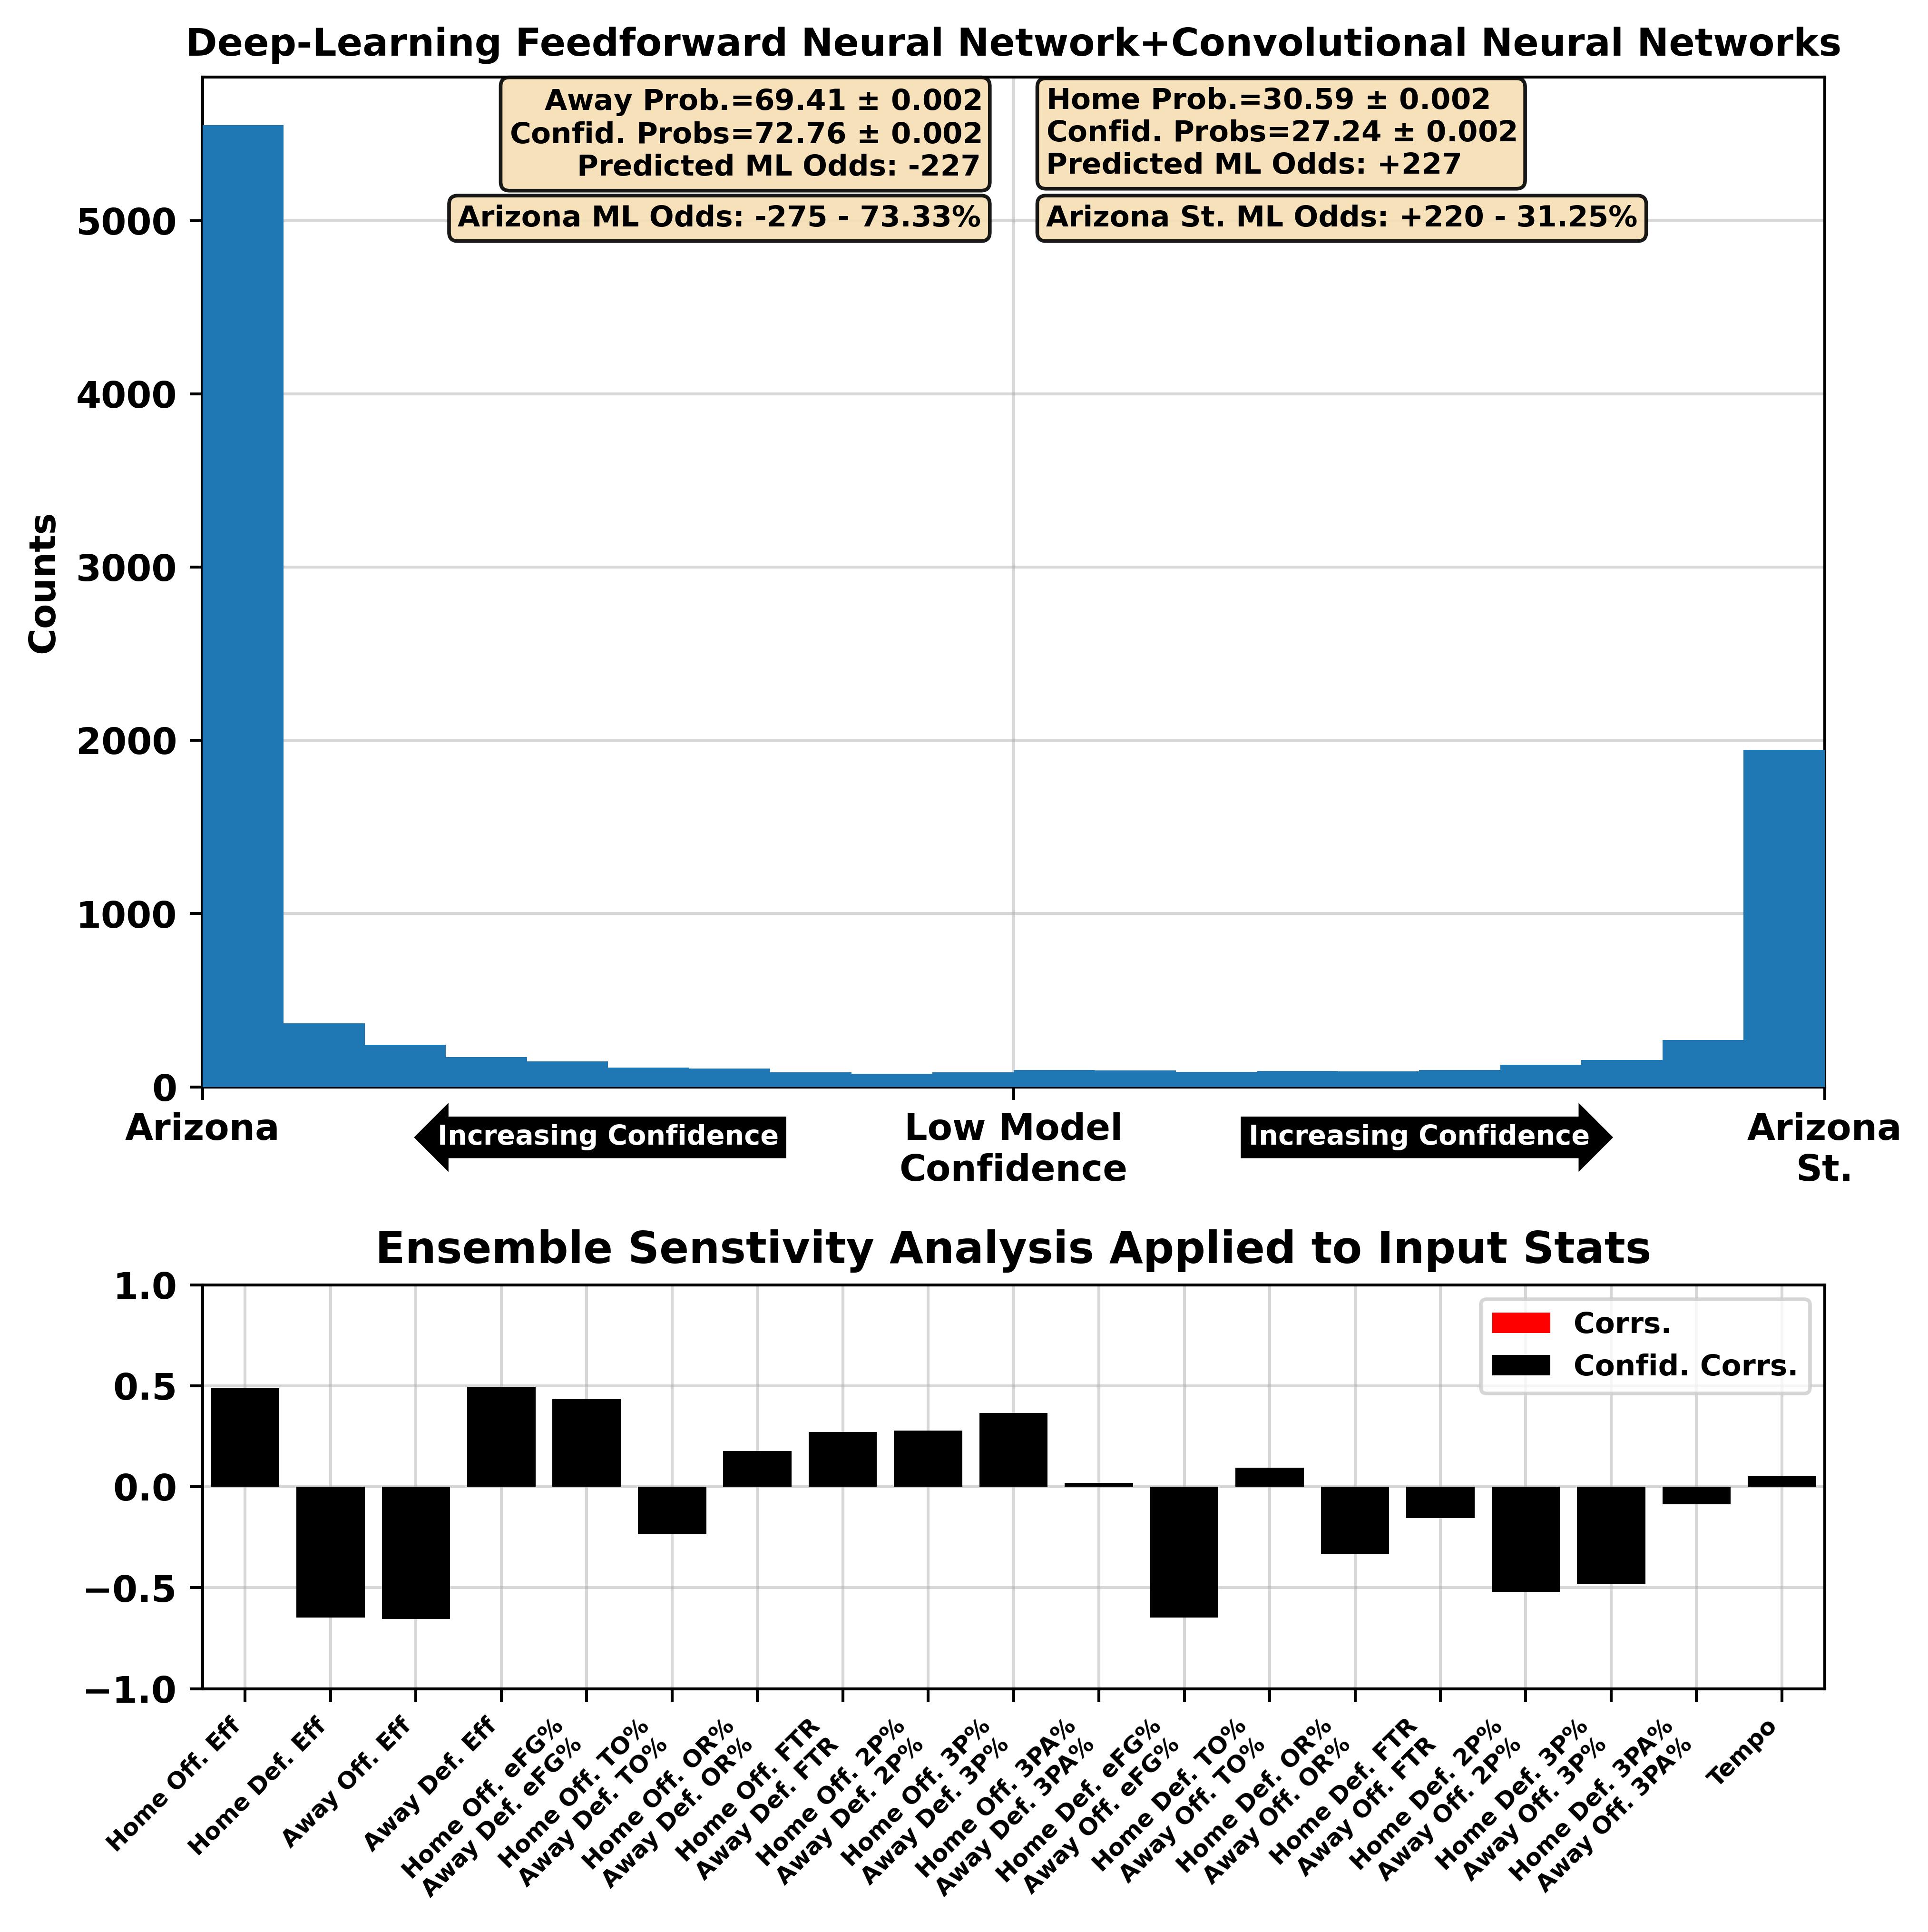 Deep-Learning Feedforward Neural Network+Convolutional Neural Networks
Away Prob.=69.41 ± 0.002
Confid. Probs=72.76 ± 0.002
Predicted ML Odds: -227
Arizona ML Odds: -275 - 73.33%
Home Prob.=30.59 ± 0.002
Confid. Probs=27.24 ± 0.002
Predicted ML Odds: +227
Arizona St. ML Odds: +220 - 31.25%
Counts
5000
4000
3000
2000
1000
0
Arizona
Increasing Confidence
Low Model
Confidence
Increasing Confidence
Arizona
St.
Ensemble Senstivity Analysis Applied to Input Stats
Corrs.
Confid. Corrs.
1.0
0.5
0.0
−0.5
−1.0
Home Off. Eff
Home Def. Eff
Away Off. Eff
Away Def. Eff
Home Off. eFG%
Away Def. eFG%
Home Off. TO%
Away Def. TO%
Home Off. OR%
Away Def. OR%
Home Off. FTR
Away Def. FTR
Home Off. 2P%
Away Def. 2P%
Home Off. 3P%
Away Def. 3P%
Home Off. 3PA%
Away Def. 3PA%
Home Def. eFG%
Away Off. eFG%
Home Def. TO%
Away Off. TO%
Home Def. OR%
Away Off. OR%
Home Def. FTR
Away Off. FTR
Home Def. 2P%
Away Off. 2P%
Home Def. 3P%
Away Off. 3P%
Home Def. 3PA%
Away Off. 3PA%
Tempo